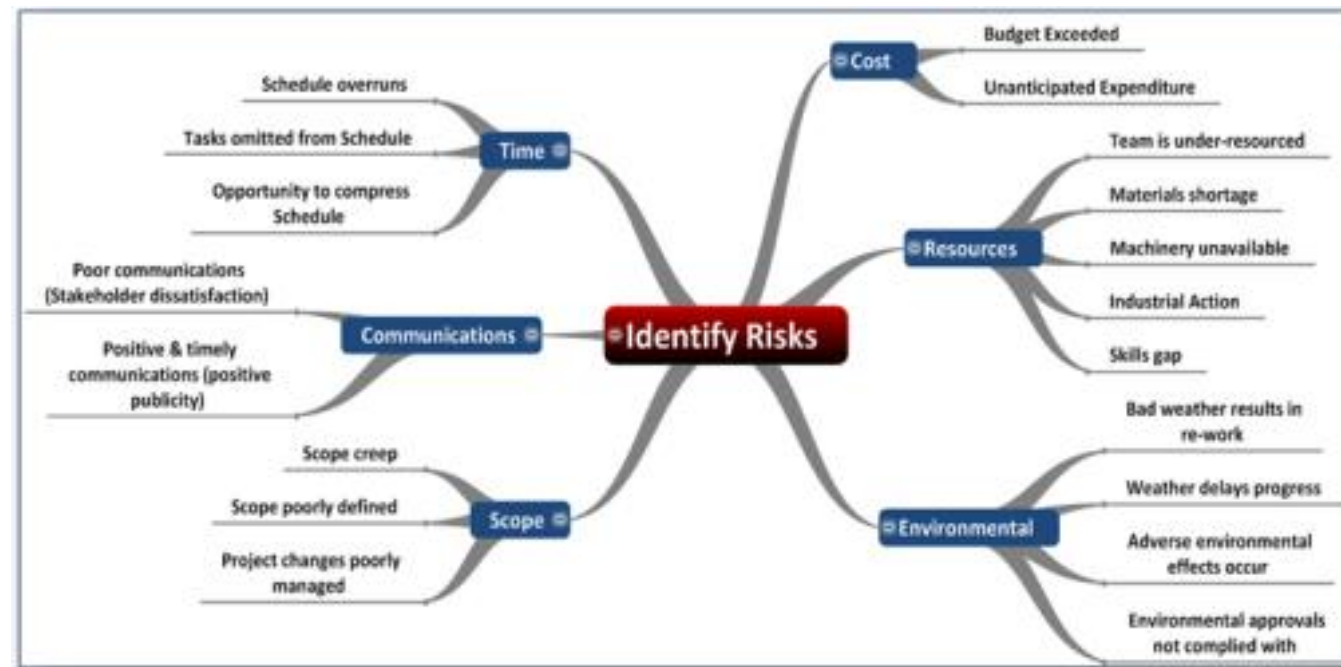 Identify Risks
Cost
Budget Exceeded
Unanticipated Expenditure
Resources
Team is under-resourced
Materials shortage
Machinery unavailable
Industrial Action
Skills gap
Environmental
Bad weather results in
re-work
Weather delays progress
Adverse environmental
effects occur
Environmental approvals
not complied with
Time
Schedule overruns
Tasks omitted from Schedule
Opportunity to compress
Schedule
Communications
Poor communications
(Stakeholder dissatisfaction)
Positive & timely
communications (positive
publicity)
Scope
Scope creep
Scope poorly defined
Project changes poorly
managed